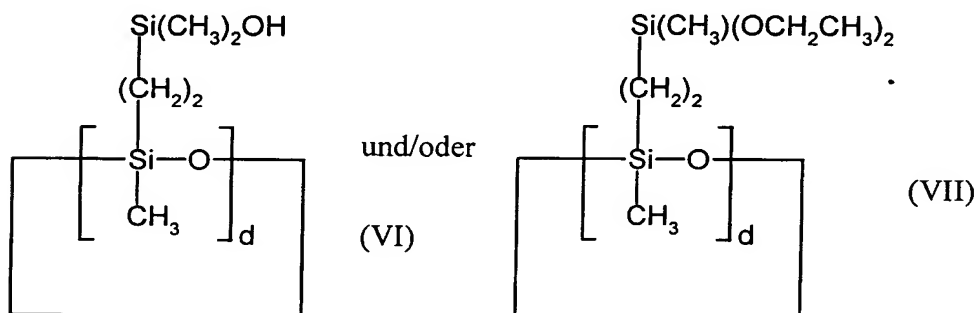 Si(CH₃)₂OH
(CH₂)₂
Si—O
CH₃
d
und/oder
(VI)
Si(CH₃)(OCH₂CH₃)₂
(CH₂)₂
Si—O
CH₃
d
(VII)